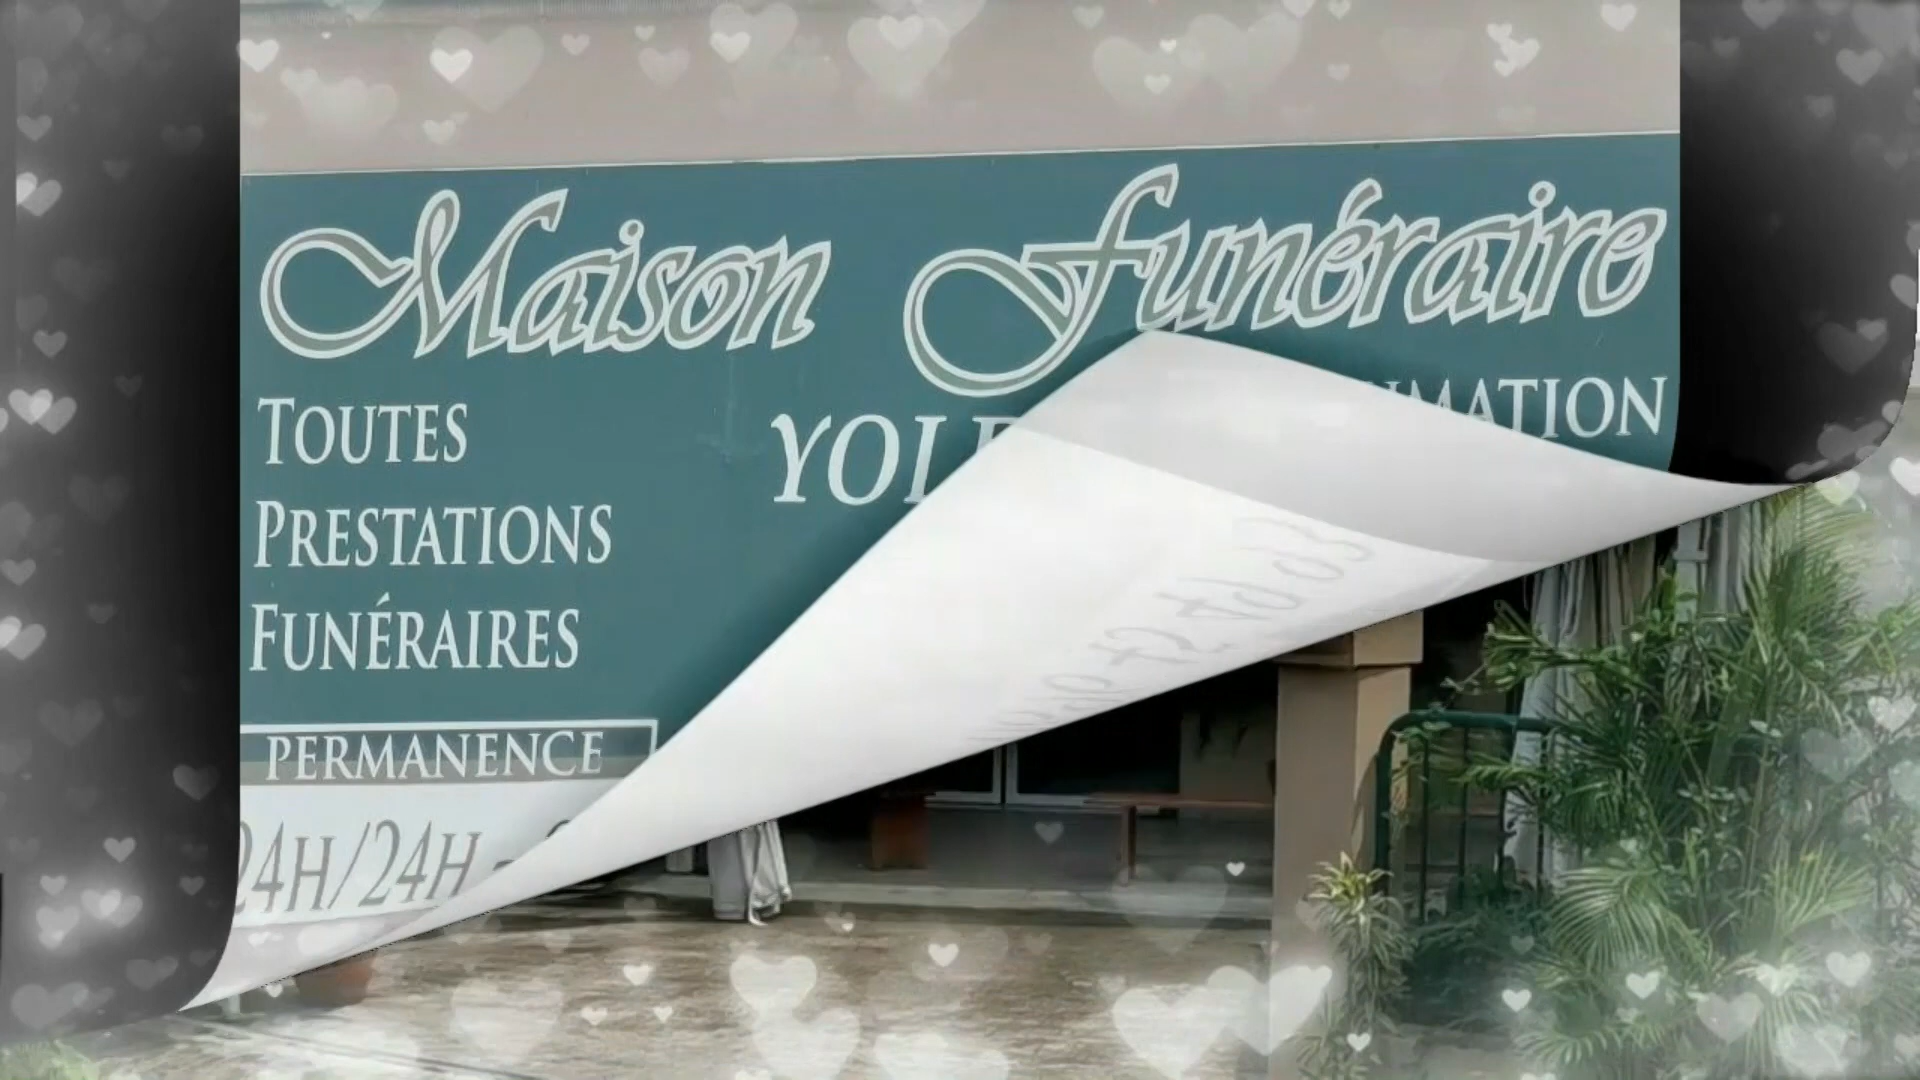 Maison Funéraire
TOUTES
PRESTATIONS
FUNÉRAIRES
PERMANENCE
24H/24H -